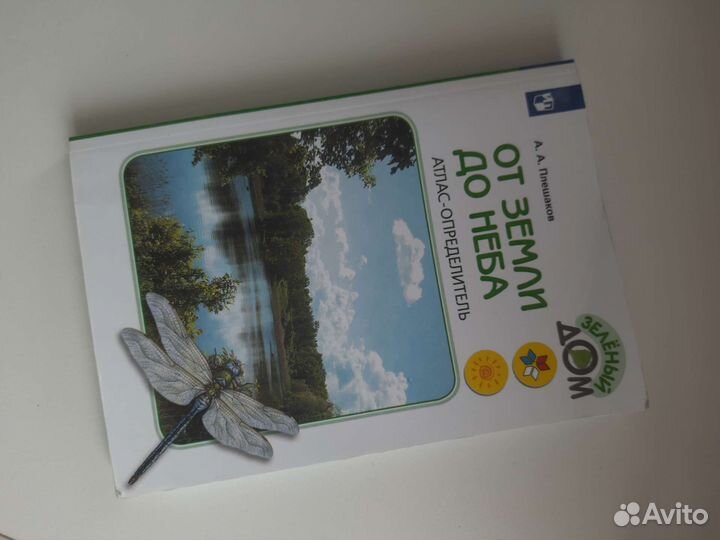 А. А. Плешаков
ОТ ЗЕМЛИ
ДО НЕБА
АТЛАС-ОПРЕДЕЛИТЕЛЬ
ЗЕЛЁНЫЙ
ДОМ
Avito